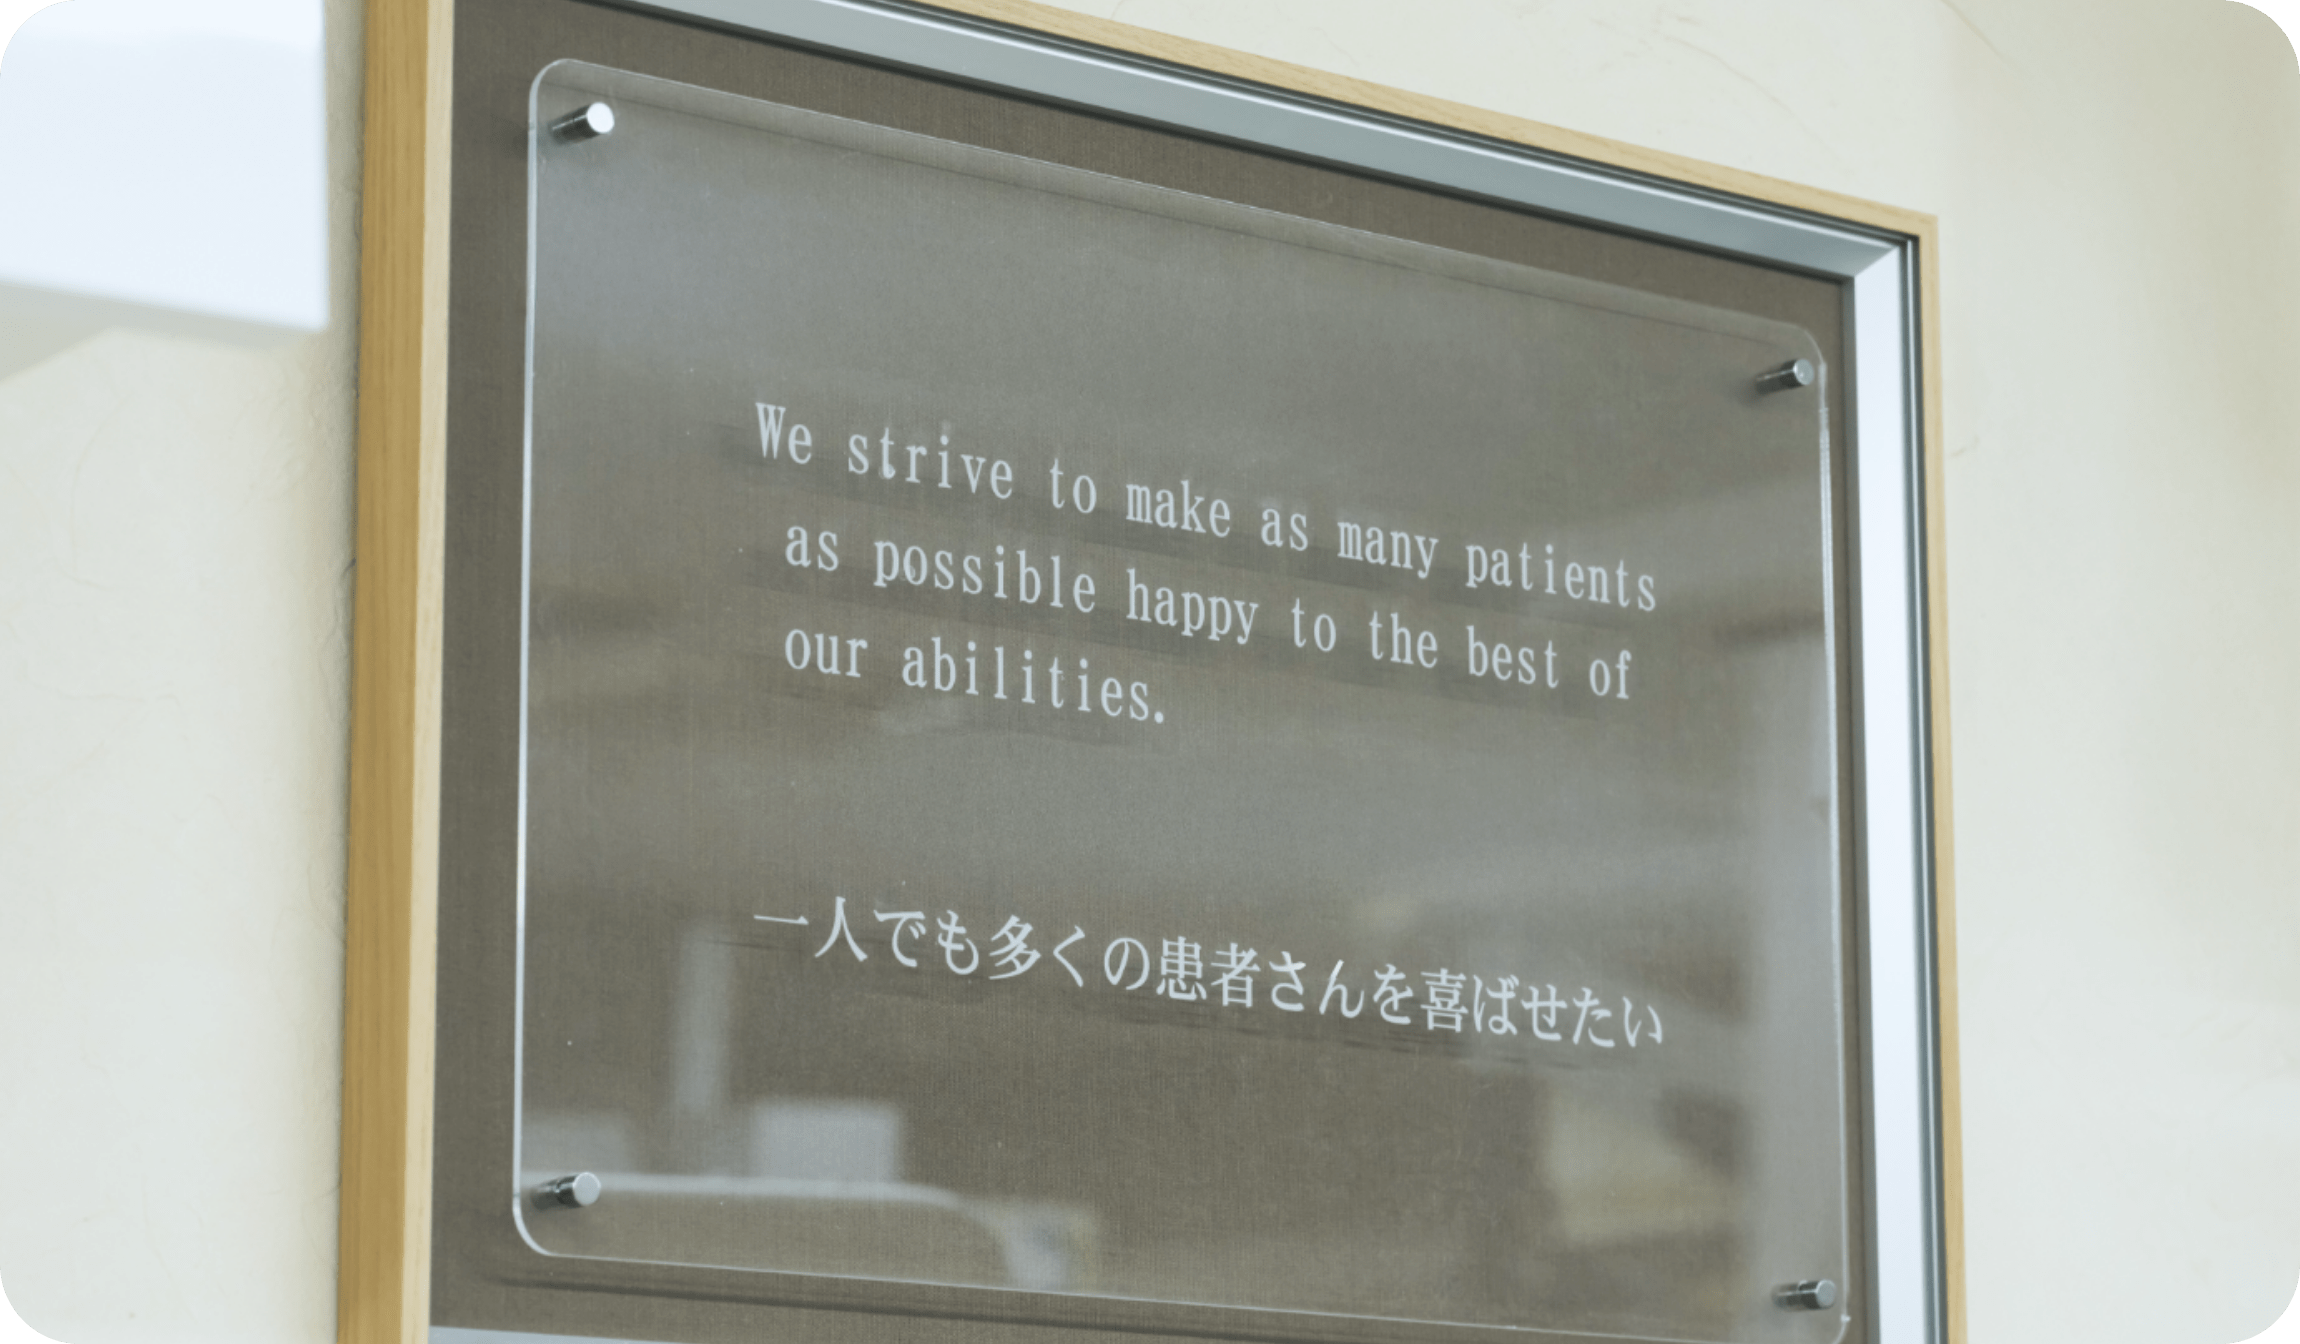 We strive to make as many patients
as possible happy to the best of
our abilities.
一人でも多くの患者さんを喜ばせたい